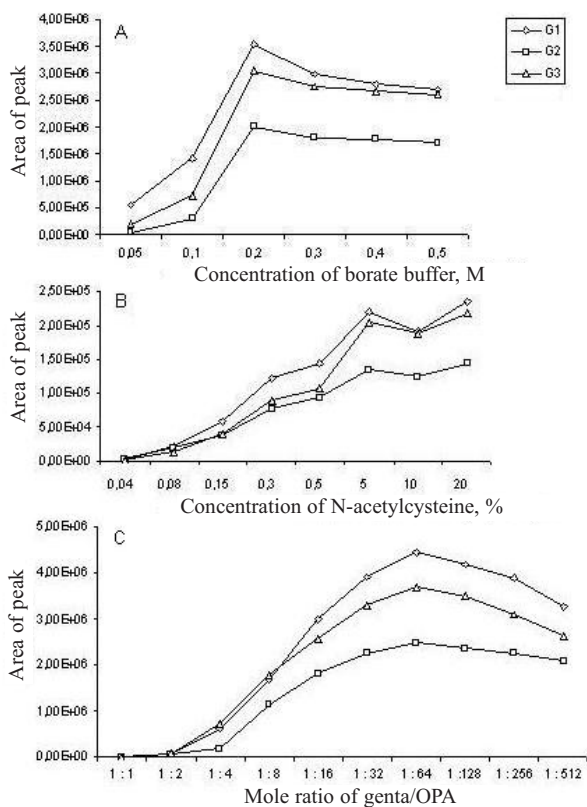 A
G1
G2
G3
Area of peak
4,00E+06
3,50E+06
3,00E+06
2,50E+06
2,00E+06
1,50E+06
1,00E+06
5,00E+05
0,00E+00
0,05 0,1 0,2 0,3 0,4 0,5
Concentration of borate buffer, M
B
Area of peak
2,50E+05
2,00E+05
1,50E+05
1,00E+05
5,00E+04
0,00E+00
0,04 0,08 0,15 0,3 0,5 5 10 20
Concentration of N-acetylcysteine, %
C
Area of peak
5,00E+06
4,00E+06
3,00E+06
2,00E+06
1,00E+06
0,00E+00
1 : 1 1 : 2 1 : 4 1 : 8 1 : 16 1 : 32 1 : 64 1 : 128 1 : 256 1 : 512
Mole ratio of genta/OPA